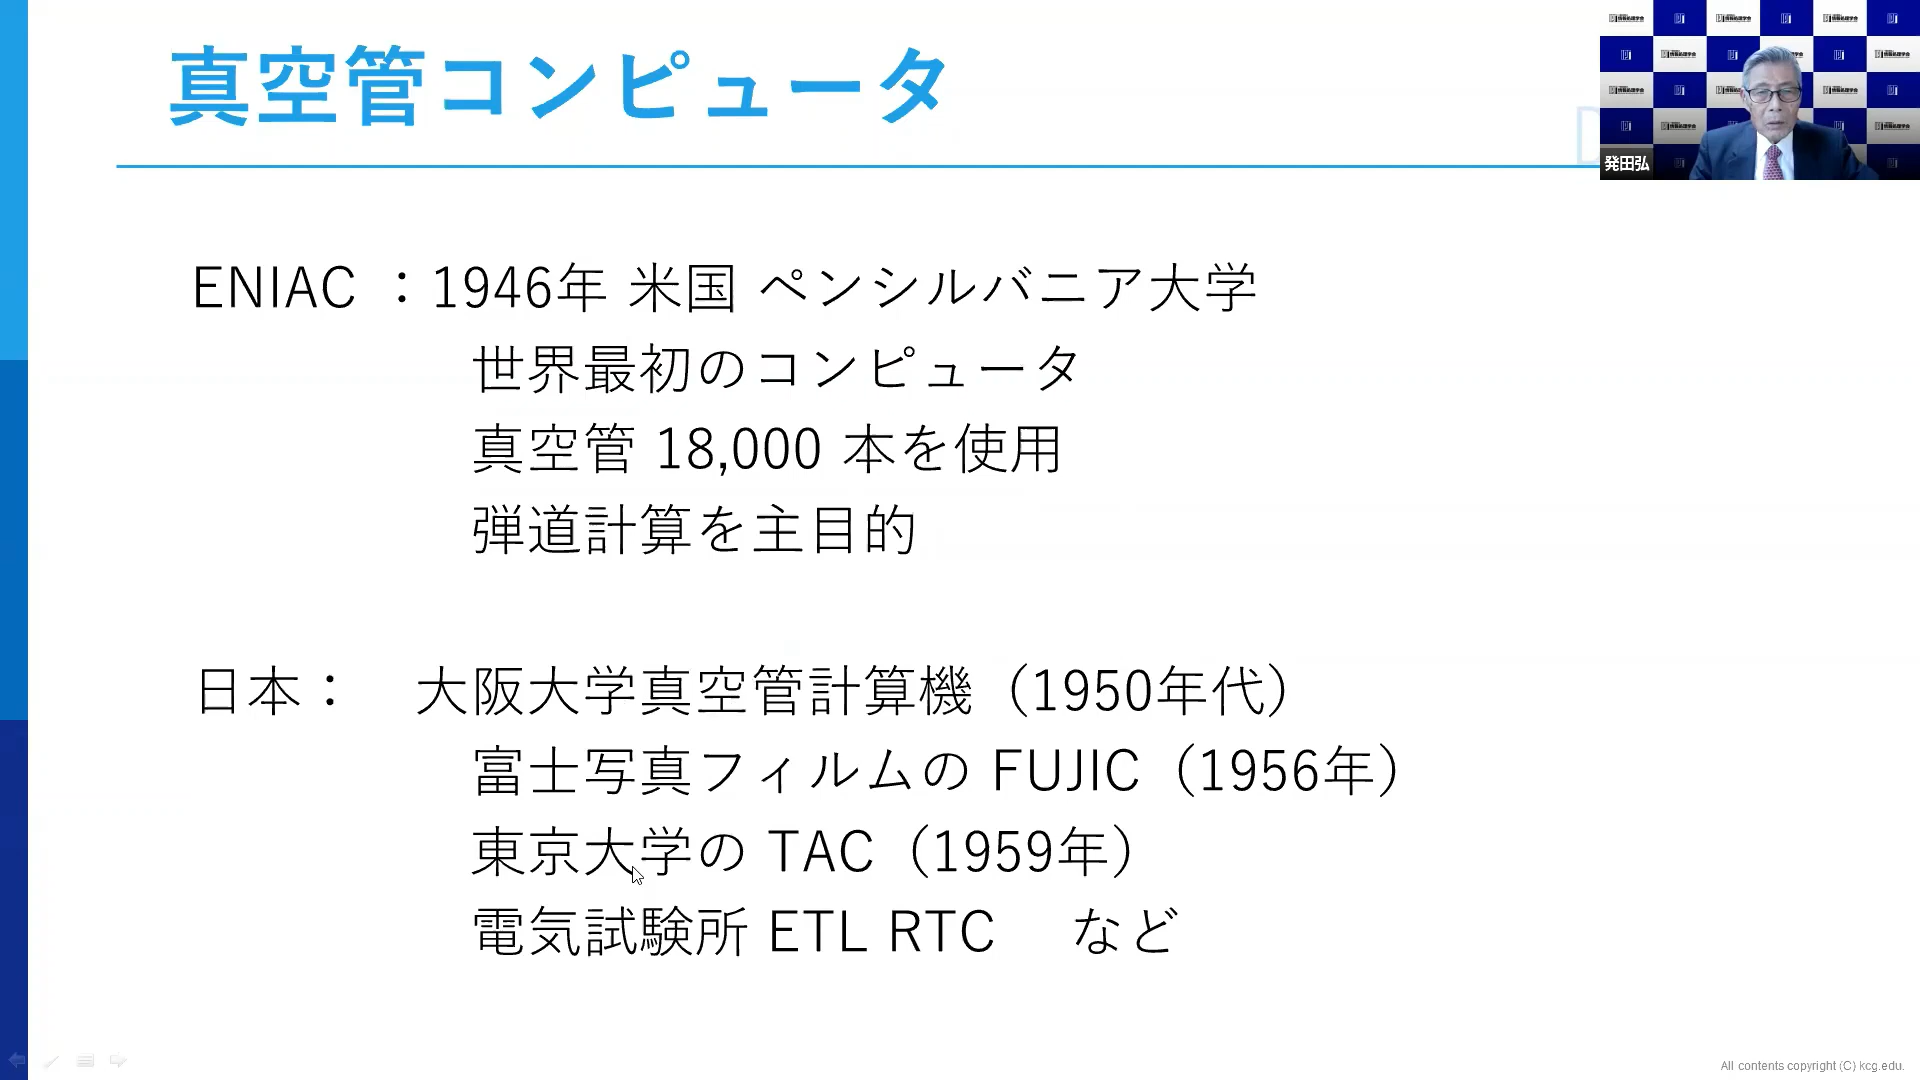 真空管コンピュータ
ENIAC ：1946年 米国 ペンシルバニア大学
世界最初のコンピュータ
真空管 18,000 本を使用
弾道計算を主目的
日本： 大阪大学真空管計算機（1950年代）
富士写真フィルムの FUJIC（1956年）
東京大学の TAC（1959年）
電気試験所 ETL RTC など
発田弘
All contents copyright (C) kcg.edu.